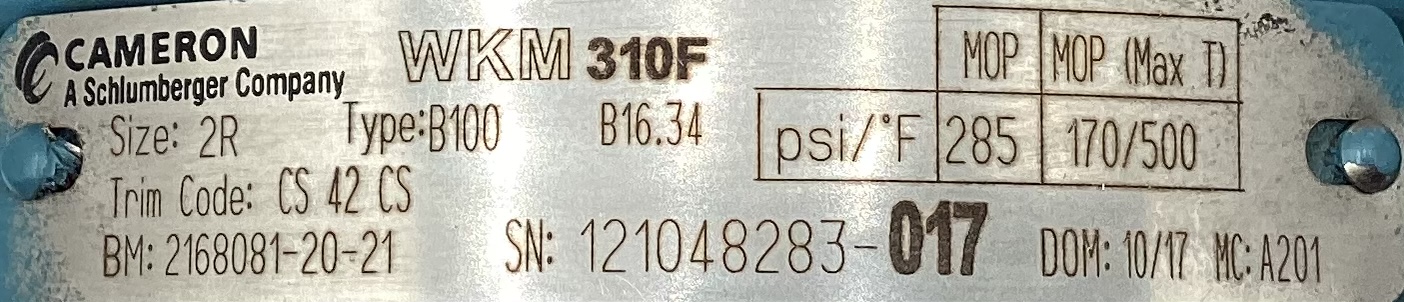 CAMERON
A Schlumberger Company
WKM 310F
MOP MOP (Max T)
psi/°F 285 170/500
Size: 2R Type:B100 B16.34
Trim Code: CS 42 CS
BM: 2168081-20-21 SN: 121048283-017 DOM: 10/17 MC: A201